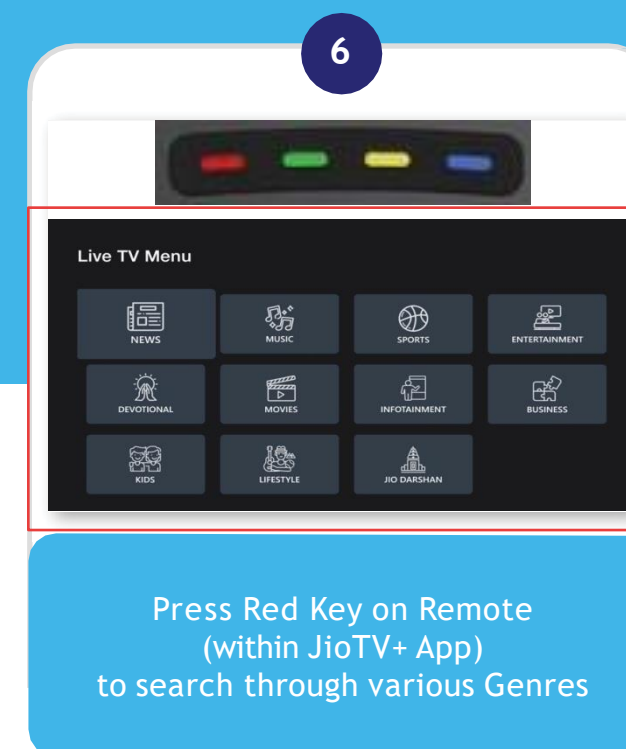 6
Live TV Menu
NEWS
MUSIC
SPORTS
ENTERTAINMENT
DEVOTIONAL
MOVIES
INFOTAINMENT
BUSINESS
KIDS
LIFESTYLE
JIO DARSHAN
Press Red Key on Remote
(within JioTV+ App)
to search through various Genres